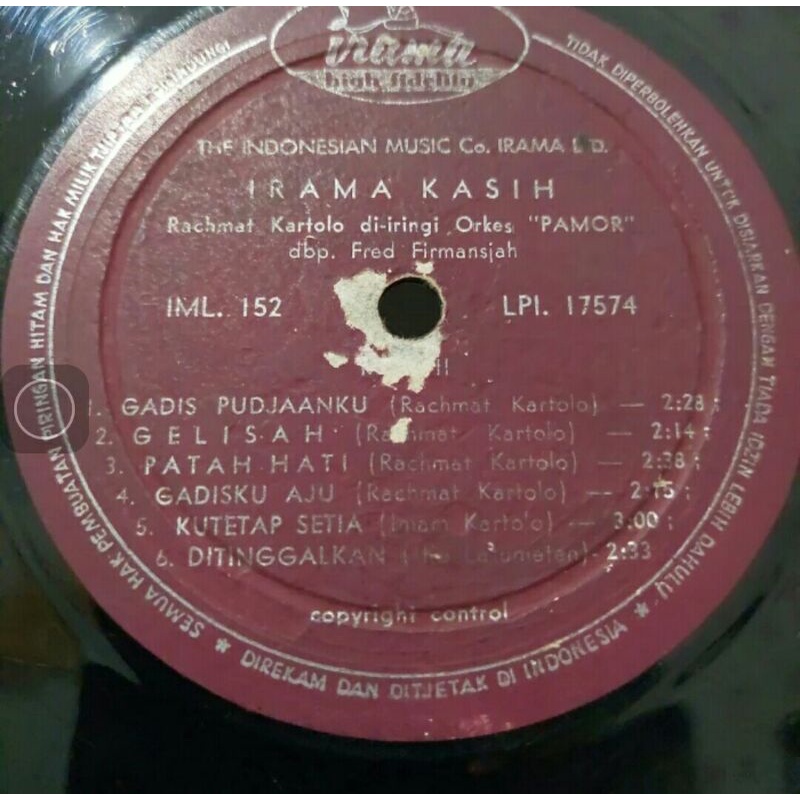 irama
high fidelity
THE INDONESIAN MUSIC Co. IRAMA LTD.
IRAMA KASIH
Rachmat Kartolo di-iringi Orkes "PAMOR"
dbp. Fred Firmansjah
IML. 152
LPI. 17574
II
1. GADIS PUDJAANKU (Rachmat Kartolo) — 2:28;
2. GELISAH (Rachmat Kartolo) — 2:14;
3. PATAH HATI (Rachmat Kartolo) — 2:38;
4. GADISKU AJU (Rachmat Kartolo) — 2:15;
5. KUTETAP SETIA (Imam Kartolo) — 3:00;
6. DITINGGALKAN 2:33
copyright control
SEMUA HAK PEMBUATAN PIRINGAN HITAM DAN HAK MILIK
TIDAK DIPERBOLEHKAN UNTUK DISIARKAN DENGAN TIADA IDZIN LEBIH DAHULU
* DIREKAM DAN DITJETAK DI INDONESIA *